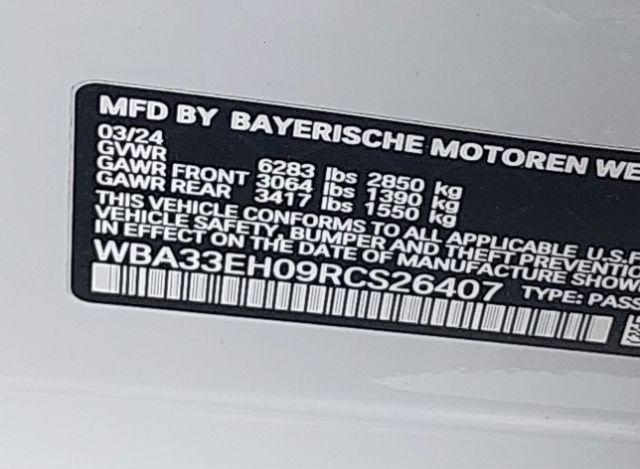 MFD BY BAYERISCHE MOTOREN WE
03/24
GVWR 6283 lbs 2850 kg
GAWR FRONT 3064 lbs 1390 kg
GAWR REAR 3417 lbs 1550 kg
THIS VEHICLE CONFORMS TO ALL APPLICABLE U.S. F
VEHICLE SAFETY, BUMPER AND THEFT PREVENTIO
IN EFFECT ON THE DATE OF MANUFACTURE SHOW
WBA33EH09RCS26407 TYPE: PASS